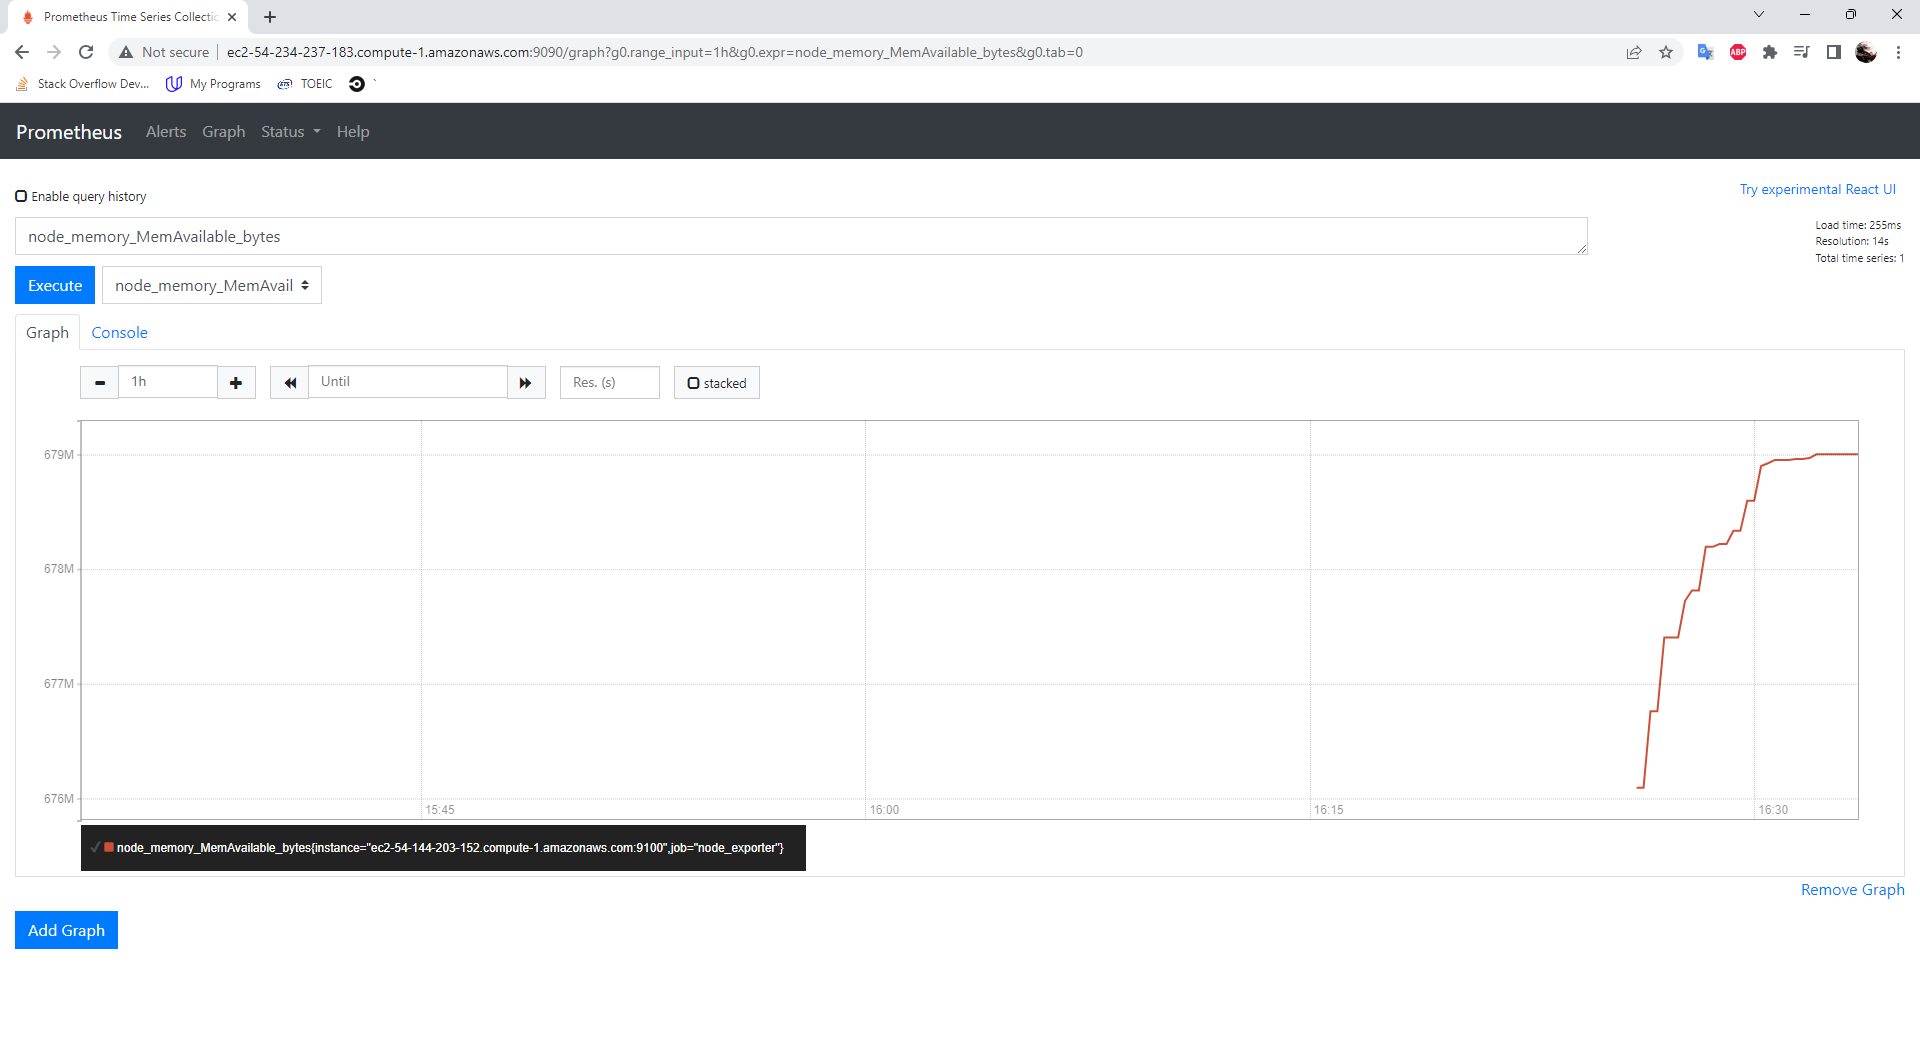 Prometheus Time Series Collectic
Not secure
ec2-54-234-237-183.compute-1.amazonaws.com:9090/graph?g0.range_input=1h&g0.expr=node_memory_MemAvailable_bytes&g0.tab=0
ABP
Stack Overflow Dev... My Programs ETS TOEIC `
Prometheus Alerts Graph Status Help
Enable query history
Try experimental React UI
node_memory_MemAvailable_bytes
Load time: 255ms
Resolution: 14s
Total time series: 1
Execute node_memory_MemAvail
Graph Console
1h Until Res. (s) stacked
679M
678M
677M
676M
15:45 16:00 16:15 16:30
node_memory_MemAvailable_bytes{instance="ec2-54-144-203-152.compute-1.amazonaws.com:9100",job="node_exporter"}
Remove Graph
Add Graph